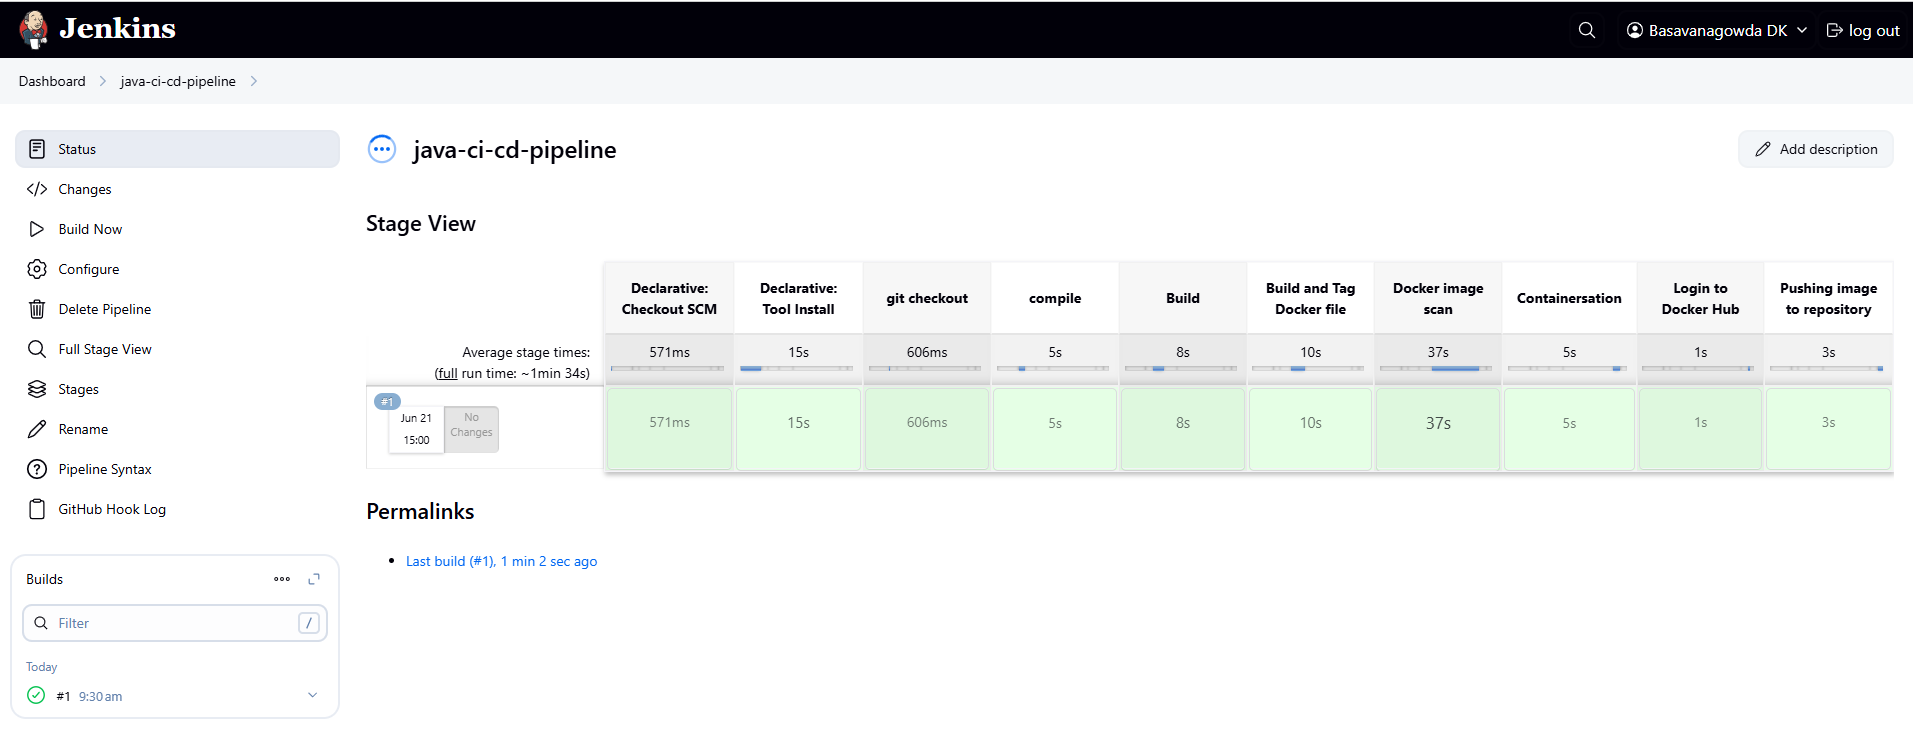 Jenkins
Basavanagowda DK
log out
Dashboard
java-ci-cd-pipeline
Status
Changes
Build Now
Configure
Delete Pipeline
Full Stage View
Stages
Rename
Pipeline Syntax
GitHub Hook Log
Builds
Filter
/
Today
#1 9:30 am
java-ci-cd-pipeline
Add description
Stage View
Declarative:
Checkout SCM
Declarative:
Tool Install
git checkout
compile
Build
Build and Tag
Docker file
Docker image
scan
Containersation
Login to
Docker Hub
Pushing image
to repository
Average stage times:
(full run time: ~1min 34s)
571ms
15s
606ms
5s
8s
10s
37s
5s
1s
3s
#1
Jun 21
15:00
No
Changes
571ms
15s
606ms
5s
8s
10s
37s
5s
1s
3s
Permalinks
Last build (#1), 1 min 2 sec ago